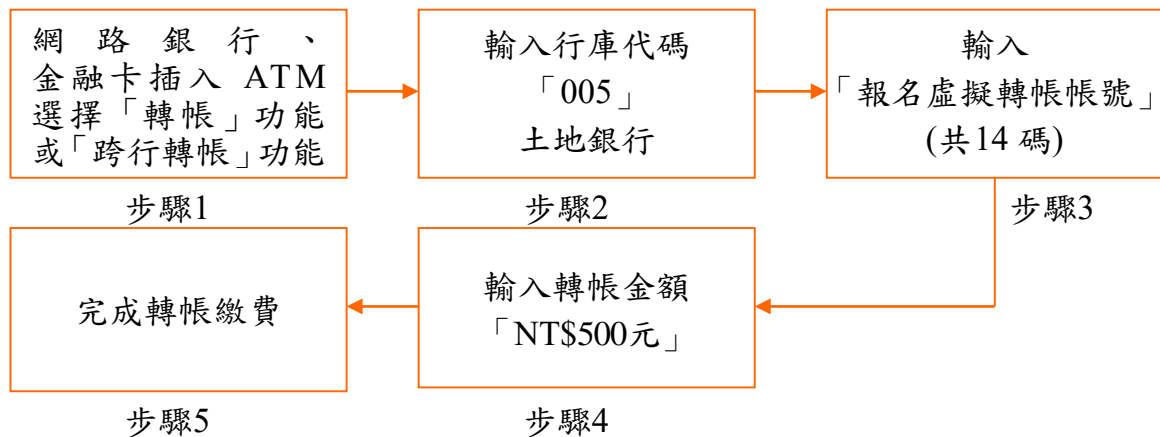 網路銀行、
金融卡插入 ATM
選擇「轉帳」功能
或「跨行轉帳」功能
步驟1
輸入行庫代碼
「005」
土地銀行
步驟2
輸入
「報名虛擬轉帳帳號」
(共14 碼)
步驟3
輸入轉帳金額
「NT$500元」
步驟4
完成轉帳繳費
步驟5